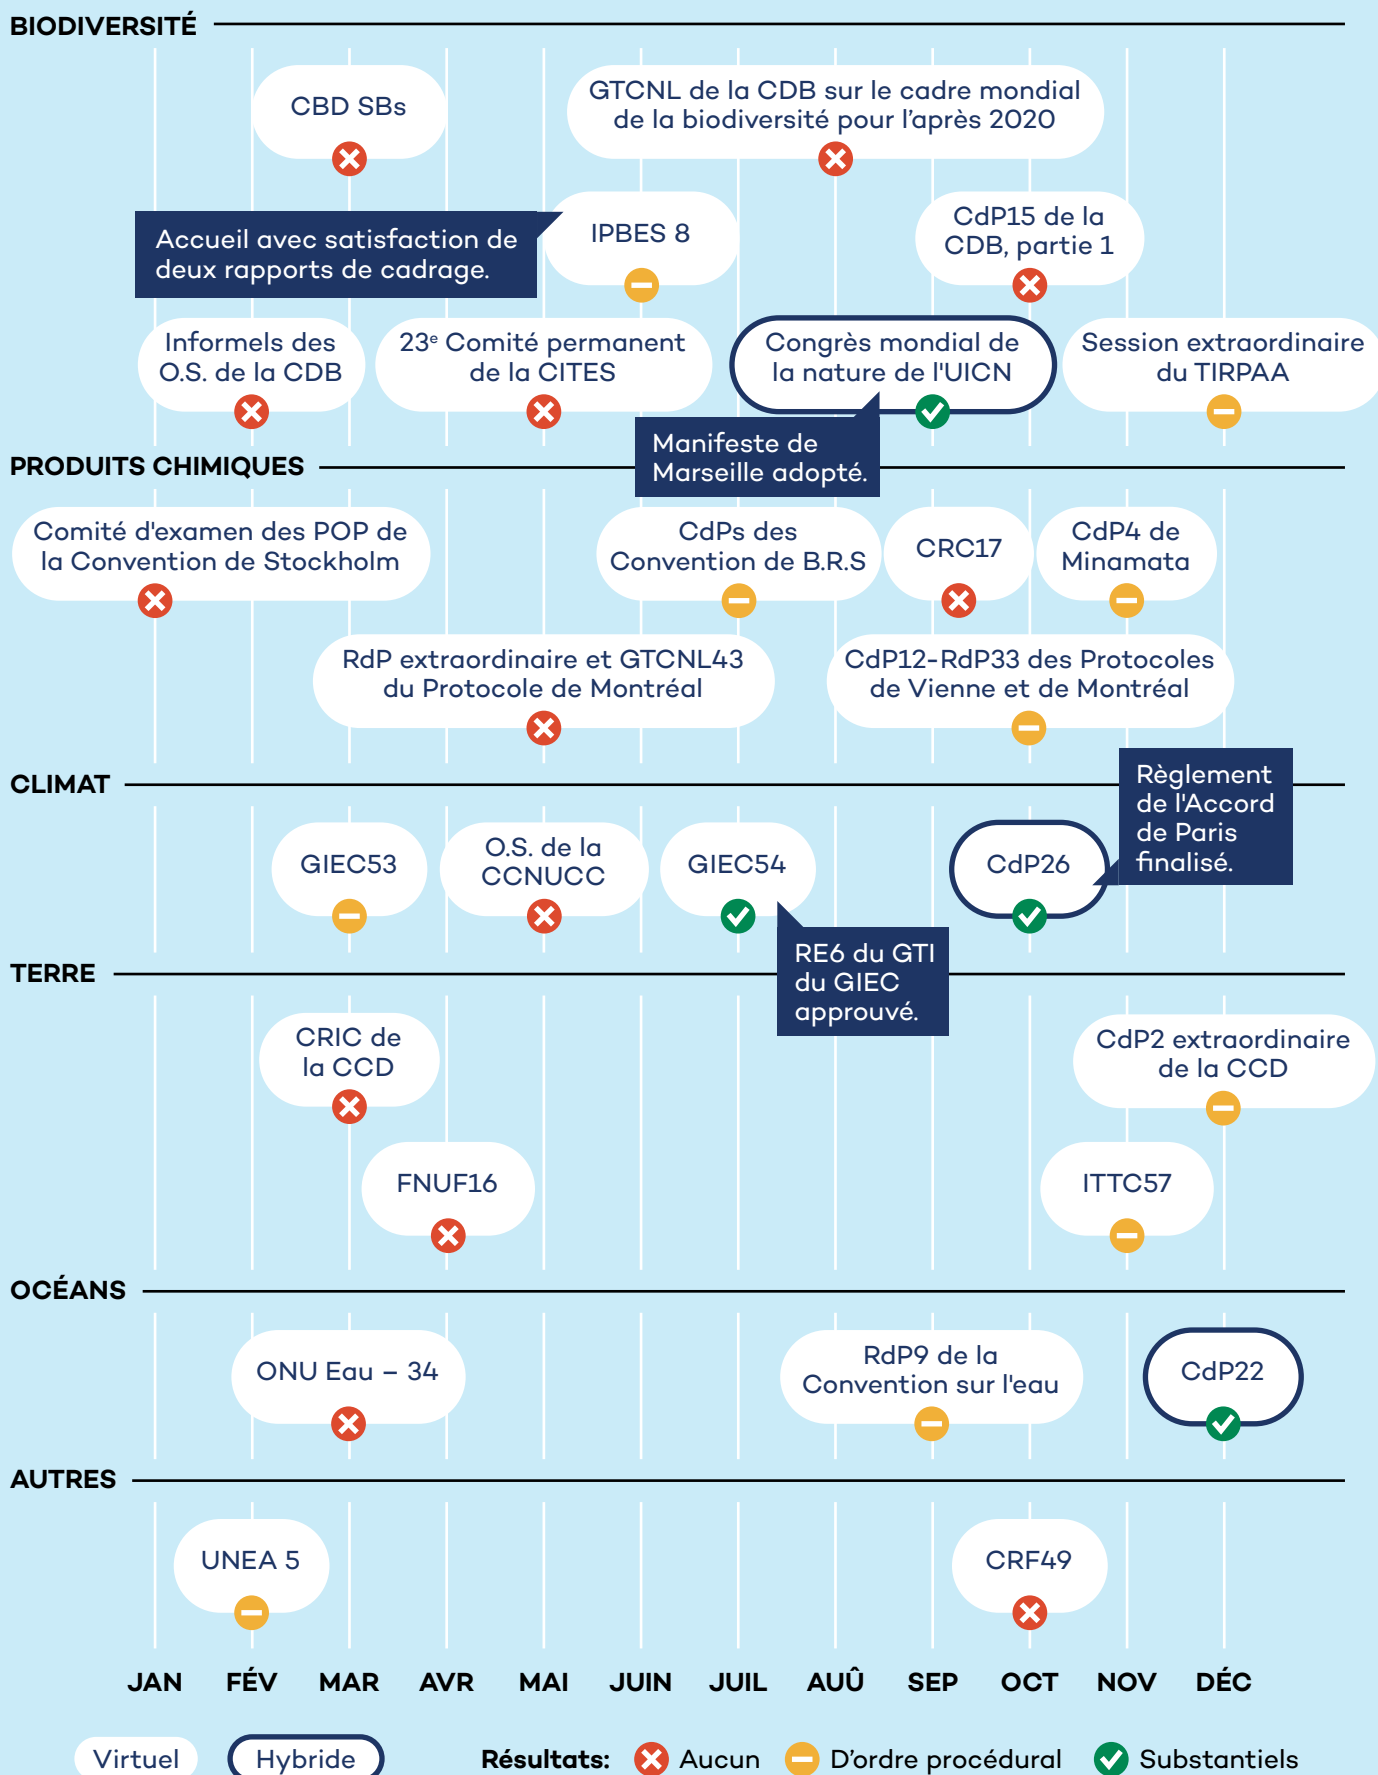 BIODIVERSITÉ
CBD SBs
GTCNL de la CDB sur le cadre mondial
de la biodiversité pour l’après 2020
Accueil avec satisfaction de
deux rapports de cadrage.
IPBES 8
CdP15 de la
CDB, partie 1
Informels des
O.S. de la CDB
23e Comité permanent
de la CITES
Congrès mondial de
la nature de l'UICN
Session extraordinaire
du TIRPAA
Manifeste de
Marseille adopté.
PRODUITS CHIMIQUES
Comité d'examen des POP de
la Convention de Stockholm
CdPs des
Convention de B.R.S
CRC17
CdP4 de
Minamata
RdP extraordinaire et GTCNL43
du Protocole de Montréal
CdP12-RdP33 des Protocoles
de Vienne et de Montréal
CLIMAT
Règlement
de l'Accord
de Paris
finalisé.
GIEC53
O.S. de la
CCNUCC
GIEC54
CdP26
RE6 du GTI
du GIEC
approuvé.
TERRE
CRIC de
la CCD
CdP2 extraordinaire
de la CCD
FNUF16
ITTC57
OCÉANS
ONU Eau – 34
RdP9 de la
Convention sur l'eau
CdP22
AUTRES
UNEA 5
CRF49
JAN FÉV MAR AVR MAI JUIN JUIL AUÛ SEP OCT NOV DÉC
Virtuel Hybride Résultats: Aucun D’ordre procédural Substantiels